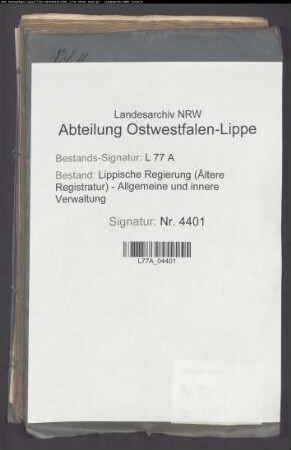 Landesarchiv NRW
Abteilung Ostwestfalen-Lippe
Bestands-Signatur: L 77 A
Bestand: Lippische Regierung (Ältere
Registratur) - Allgemeine und innere
Verwaltung
Signatur: Nr. 4401
L77A_04401